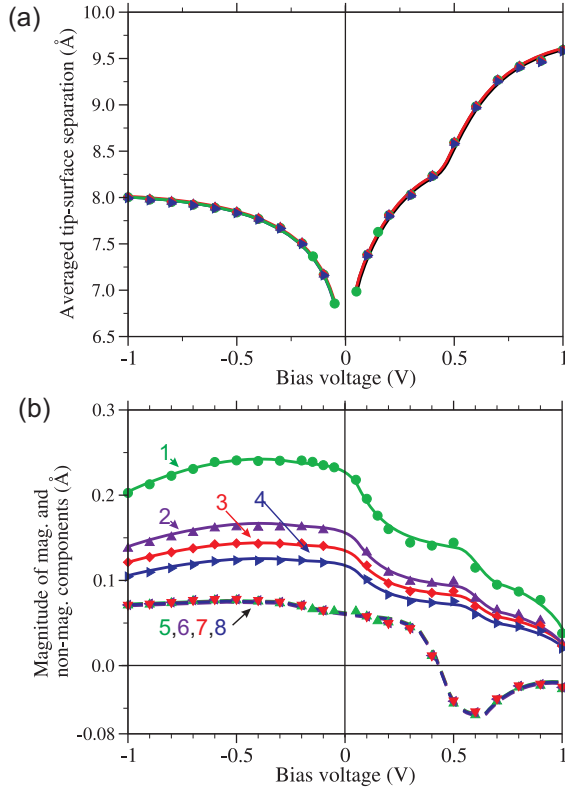 (a)
Averaged tip-surface separation (Å)
10.0
9.5
9.0
8.5
8.0
7.5
7.0
6.5
-1 -0.5 0 0.5 1
Bias voltage (V)
(b)
Magnitude of mag. and
non-mag. components (Å)
0.3
0.2
0.1
0.0
-0.08
1
2
3
4
5,6,7,8
-1 -0.5 0 0.5 1
Bias voltage (V)